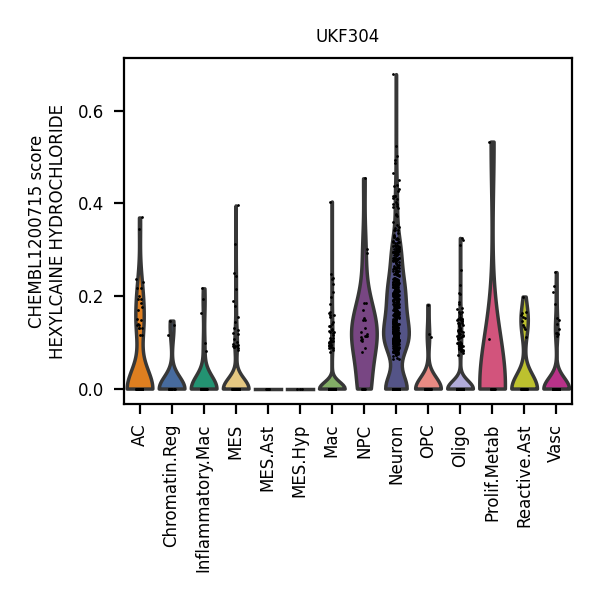 UKF304
CHEMBL1200715 score
HEXYLCAINE HYDROCHLORIDE
0.6
0.4
0.2
0.0
AC
Chromatin.Reg
Inflammatory.Mac
MES
MES.Ast
MES.Hyp
Mac
NPC
Neuron
OPC
Oligo
Prolif.Metab
Reactive.Ast
Vasc